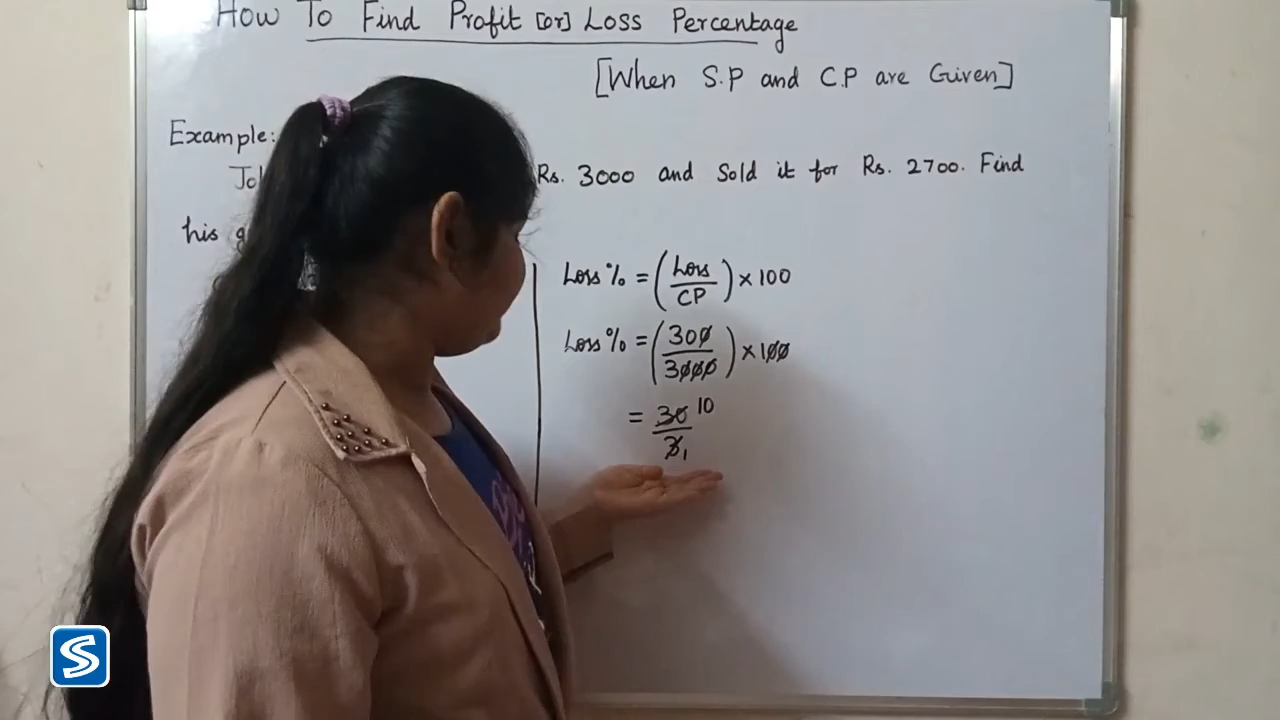 How To Find Profit [or] Loss Percentage
[When S.P and C.P are Given]
Example:
Rs. 3000 and Sold it for Rs. 2700. Find
his
Loss % = (Loss/CP) × 100
Loss % = (300/3000) × 100
= 30/3 10 1
S